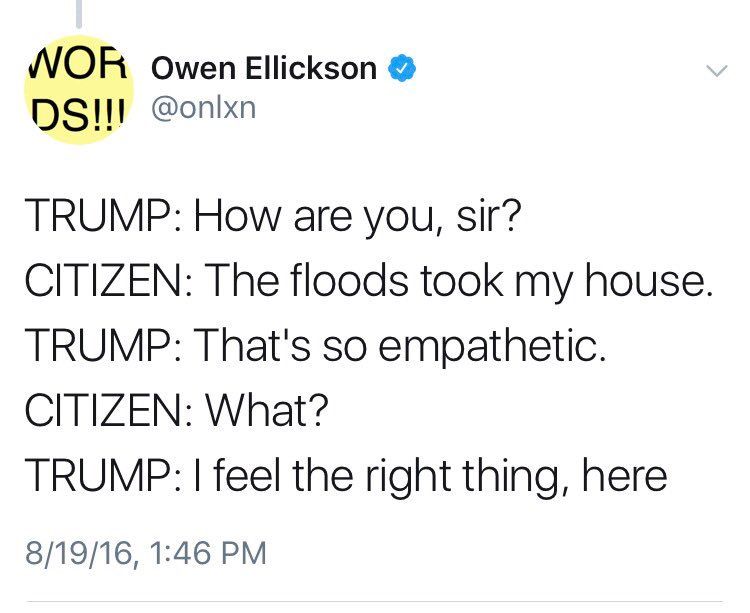 WOR
DS!!!
Owen Ellickson
@onlxn
TRUMP: How are you, sir?
CITIZEN: The floods took my house.
TRUMP: That's so empathetic.
CITIZEN: What?
TRUMP: I feel the right thing, here
8/19/16, 1:46 PM